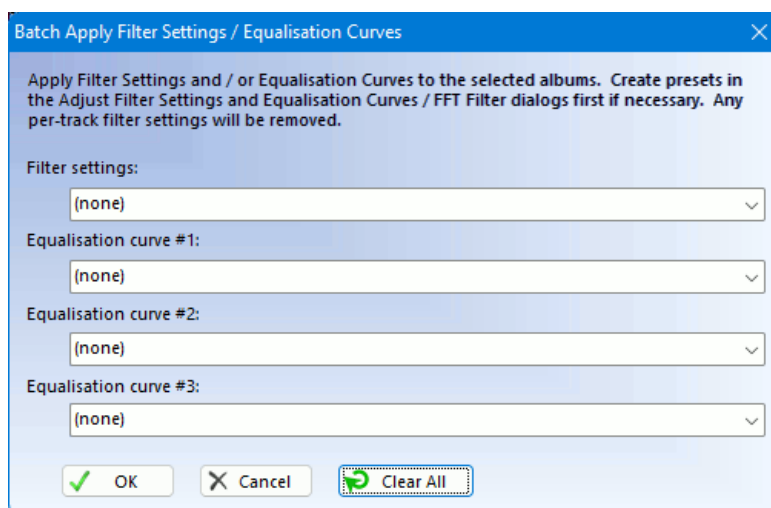 Batch Apply Filter Settings / Equalisation Curves
Apply Filter Settings and / or Equalisation Curves to the selected albums. Create presets in
the Adjust Filter Settings and Equalisation Curves / FFT Filter dialogs first if necessary. Any
per-track filter settings will be removed.
Filter settings:
(none)
Equalisation curve #1:
(none)
Equalisation curve #2:
(none)
Equalisation curve #3:
(none)
OK Cancel Clear All